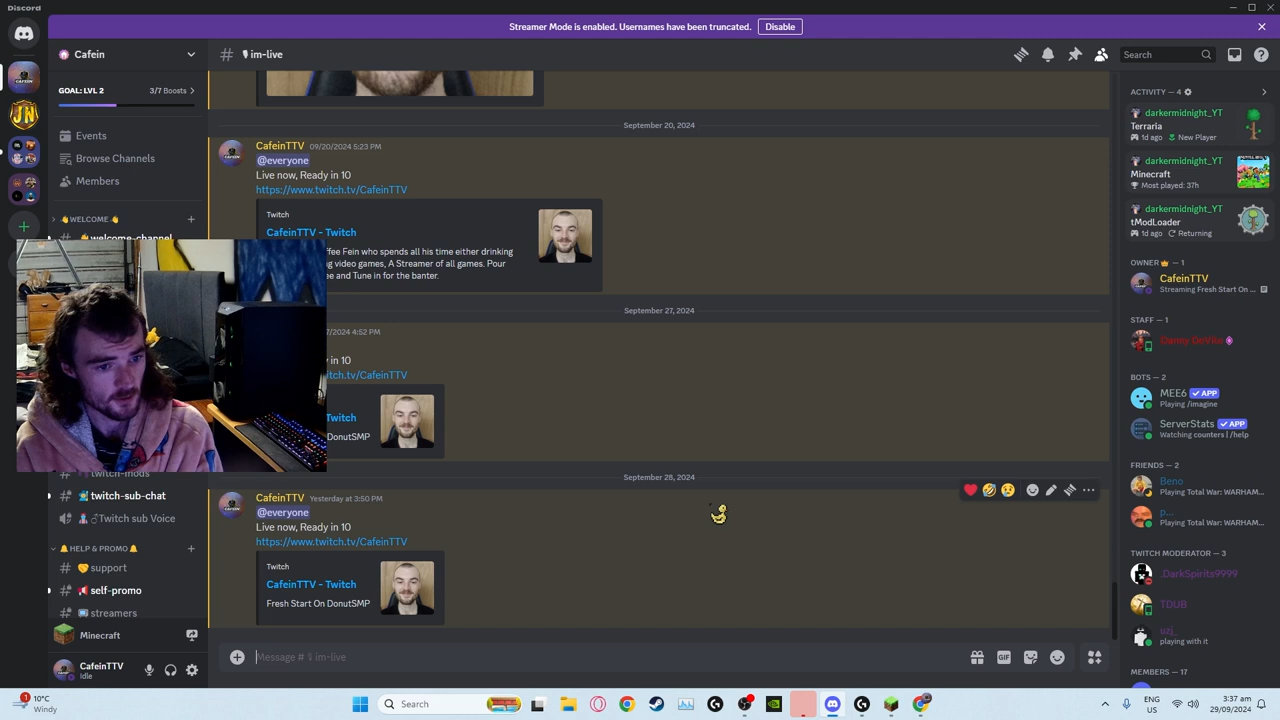 Discord
Streamer Mode is enabled. Usernames have been truncated.
Disable
Cafein
im-live
Search
GOAL: LVL 2
3/7 Boosts
Events
Browse Channels
Members
WELCOME
welcome-channel
twitch-mods
twitch-sub-chat
Twitch sub Voice
HELP & PROMO
support
self-promo
streamers
Minecraft
CafeinTTV
Idle
September 20, 2024
CafeinTTV 09/20/2024 5:23 PM
@everyone
Live now, Ready in 10
https://www.twitch.tv/CafeinTTV
Twitch
CafeinTTV - Twitch
ffee Fein who spends all his time either drinking
g video games, A Streamer of all games. Pour
ee and Tune in for the banter.
September 27, 2024
7/2024 4:52 PM
dy in 10
itch.tv/CafeinTTV
Twitch
DonutSMP
September 28, 2024
CafeinTTV Yesterday at 3:50 PM
@everyone
Live now, Ready in 10
https://www.twitch.tv/CafeinTTV
Twitch
CafeinTTV - Twitch
Fresh Start On DonutSMP
Message # im-live
GIF
ACTIVITY — 4
darkermidnight_YT
Terraria
1d ago New Player
darkermidnight_YT
Minecraft
Most played: 37h
darkermidnight_YT
tModLoader
1d ago Returning
OWNER — 1
CafeinTTV
Streaming Fresh Start On ...
STAFF — 1
Danny DeVito
BOTS — 2
MEE6 APP
Playing /imagine
ServerStats APP
Watching counters | /help
FRIENDS — 2
Beno
Playing Total War: WARHAM...
p...
Playing Total War: WARHAM...
TWITCH MODERATOR — 3
.DarkSpirits9999
TDUB
uzj_
playing with it
MEMBERS — 17
1
10°C
Windy
Search
ENG
US
3:37 am
29/09/2024